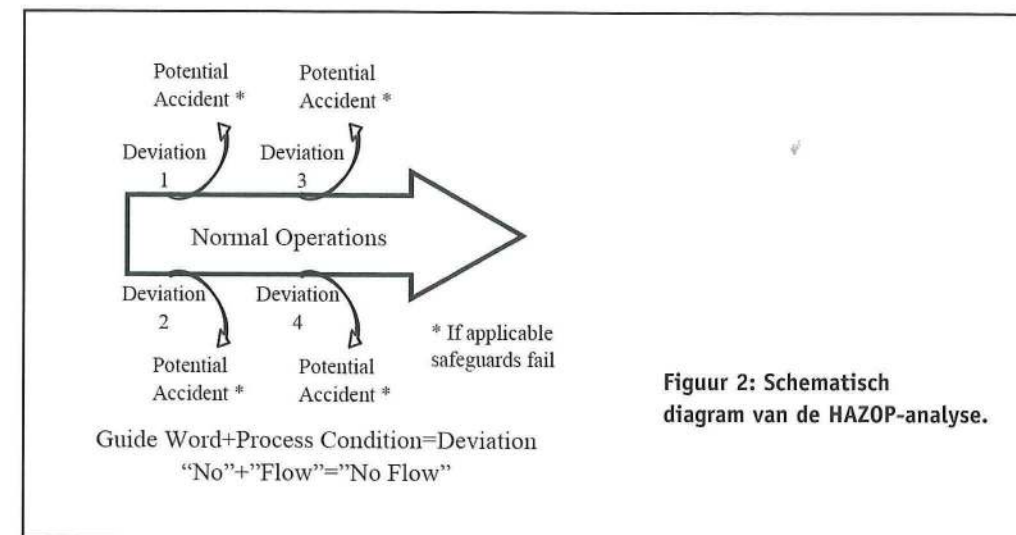 Potential
Accident *
Potential
Accident *
Deviation
1
Deviation
3
Normal Operations
Deviation
2
Deviation
4
* If applicable
safeguards fail
Potential
Accident *
Potential
Accident *
Guide Word+Process Condition=Deviation
“No”+”Flow”=”No Flow”
Figuur 2: Schematisch
diagram van de HAZOP-analyse.